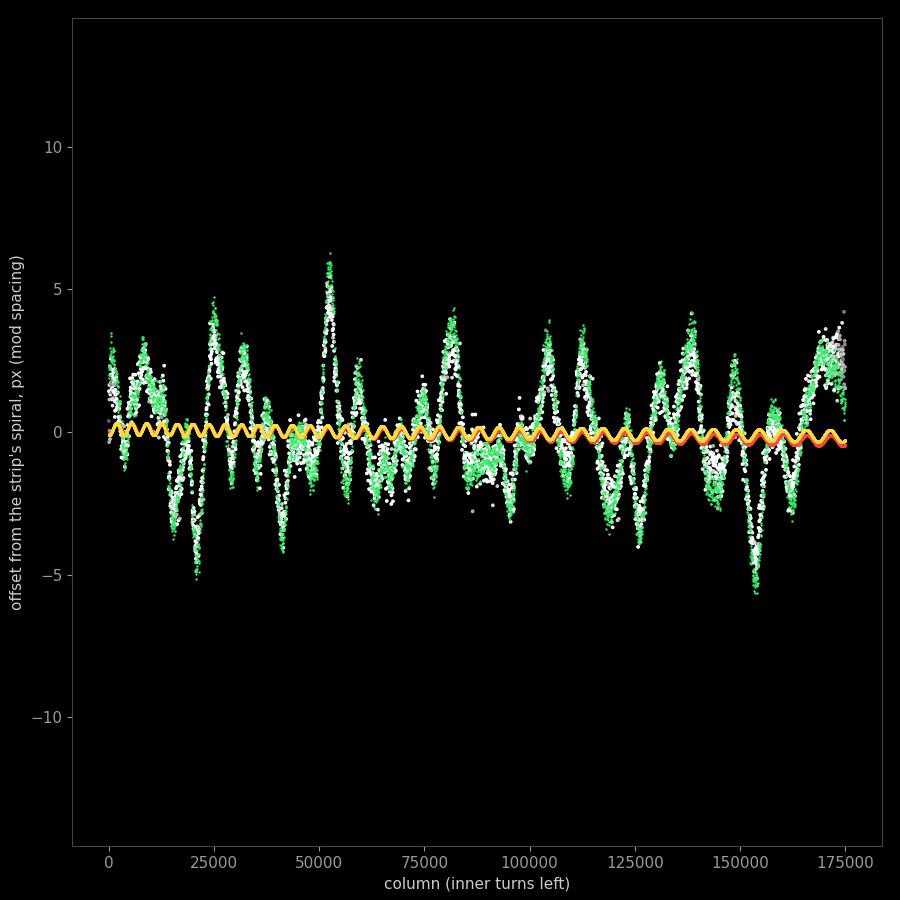 offset from the strip's spiral, px (mod spacing)
10
5
0
−5
−10
0 25000 50000 75000 100000 125000 150000 175000
column (inner turns left)